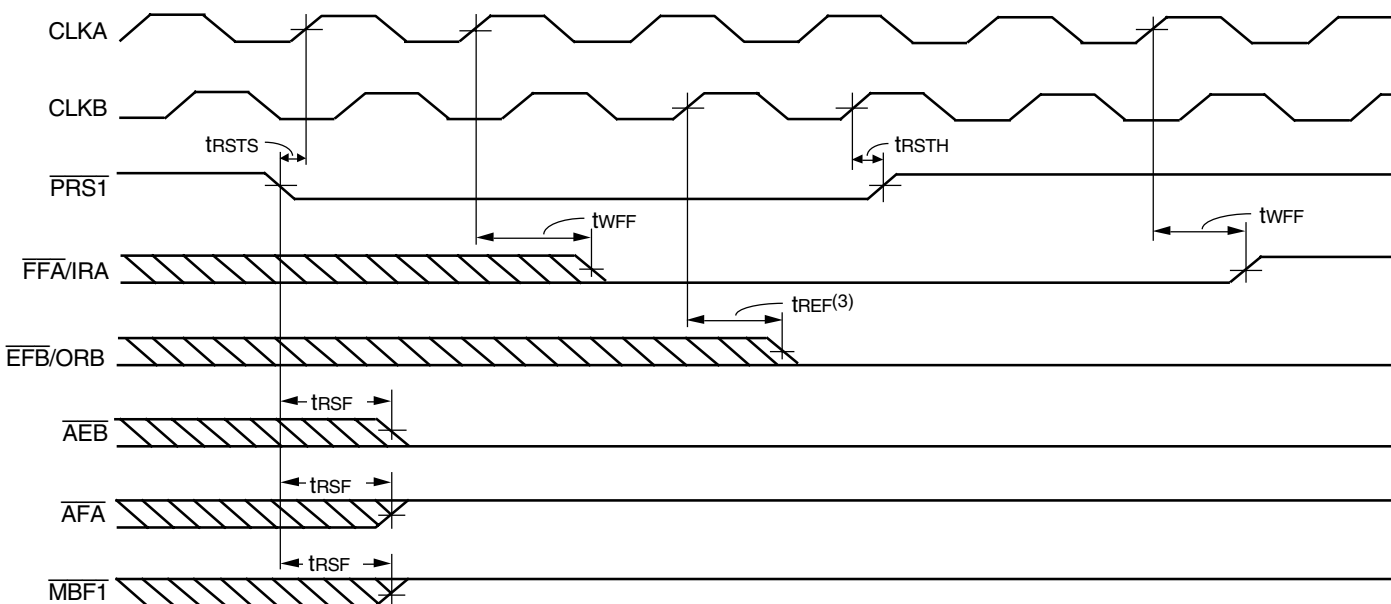 CLKA
CLKB
tRSTS
tRSTH
PRS1
tWFF
tWFF
FFA/IRA
tREF(3)
EFB/ORB
tRSF
AEB
tRSF
AFA
tRSF
MBF1